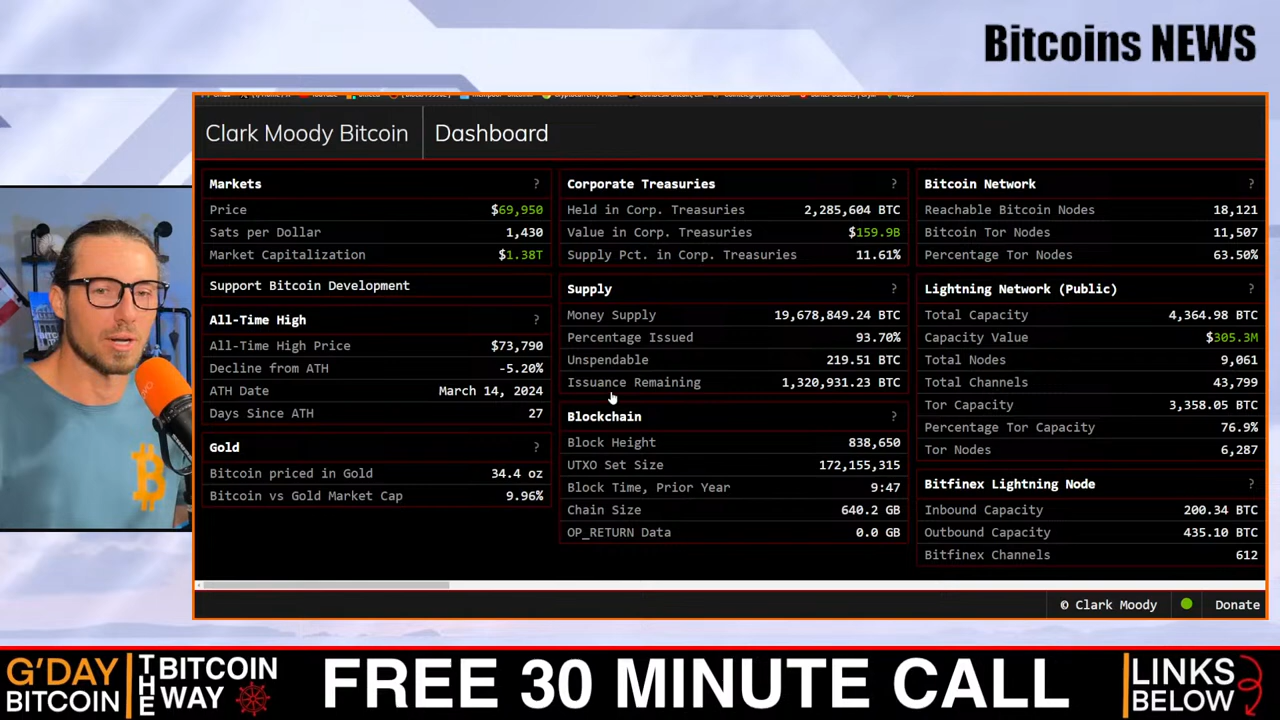 Bitcoins NEWS
Clark Moody Bitcoin Dashboard
Markets ?
Price $69,950
Sats per Dollar 1,430
Market Capitalization $1.38T
Support Bitcoin Development
All-Time High ?
All-Time High Price $73,790
Decline from ATH -5.20%
ATH Date March 14, 2024
Days Since ATH 27
Gold ?
Bitcoin priced in Gold 34.4 oz
Bitcoin vs Gold Market Cap 9.96%
Corporate Treasuries ?
Held in Corp. Treasuries 2,285,604 BTC
Value in Corp. Treasuries $159.9B
Supply Pct. in Corp. Treasuries 11.61%
Supply ?
Money Supply 19,678,849.24 BTC
Percentage Issued 93.70%
Unspendable 219.51 BTC
Issuance Remaining 1,320,931.23 BTC
Blockchain ?
Block Height 838,650
UTXO Set Size 172,155,315
Block Time, Prior Year 9:47
Chain Size 640.2 GB
OP_RETURN Data 0.0 GB
Bitcoin Network ?
Reachable Bitcoin Nodes 18,121
Bitcoin Tor Nodes 11,507
Percentage Tor Nodes 63.50%
Lightning Network (Public) ?
Total Capacity 4,364.98 BTC
Capacity Value $305.3M
Total Nodes 9,061
Total Channels 43,799
Tor Capacity 3,358.05 BTC
Percentage Tor Capacity 76.9%
Tor Nodes 6,287
Bitfinex Lightning Node ?
Inbound Capacity 200.34 BTC
Outbound Capacity 435.10 BTC
Bitfinex Channels 612
© Clark Moody Donate
G'DAY
BITCOIN
THE
BITCOIN
WAY
FREE 30 MINUTE CALL
LINKS
BELOW